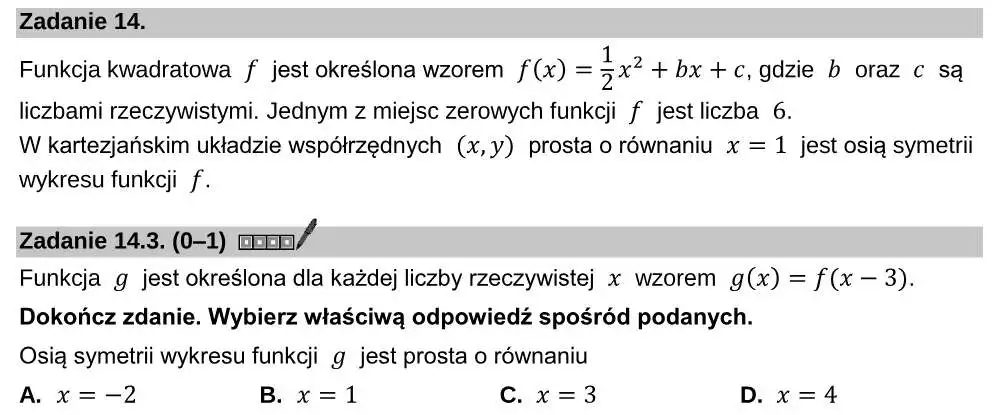 Zadanie 14.
Funkcja kwadratowa f jest określona wzorem f(x) = 1/2 x² + bx + c, gdzie b oraz c są
liczbami rzeczywistymi. Jednym z miejsc zerowych funkcji f jest liczba 6.
W kartezjańskim układzie współrzędnych (x, y) prosta o równaniu x = 1 jest osią symetrii
wykresu funkcji f.
Zadanie 14.3. (0–1)
Funkcja g jest określona dla każdej liczby rzeczywistej x wzorem g(x) = f(x − 3).
Dokończ zdanie. Wybierz właściwą odpowiedź spośród podanych.
Osią symetrii wykresu funkcji g jest prosta o równaniu
A. x = −2 B. x = 1 C. x = 3 D. x = 4